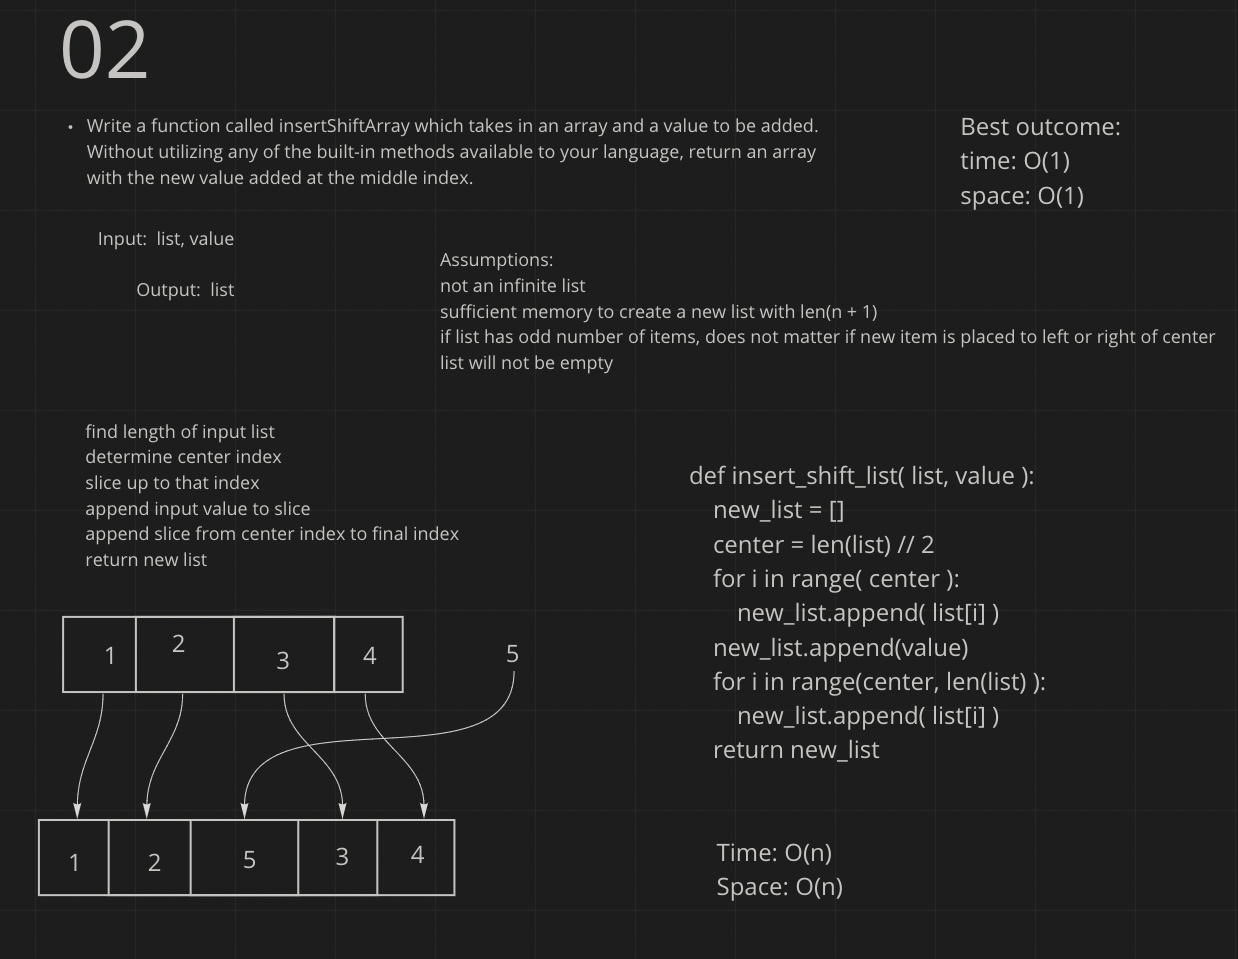 02
• Write a function called insertShiftArray which takes in an array and a value to be added.
Without utilizing any of the built-in methods available to your language, return an array
with the new value added at the middle index.
Best outcome:
time: O(1)
space: O(1)
Input:  list, value
Output:  list
Assumptions:
not an infinite list
sufficient memory to create a new list with len(n + 1)
if list has odd number of items, does not matter if new item is placed to left or right of center
list will not be empty
find length of input list
determine center index
slice up to that index
append input value to slice
append slice from center index to final index
return new list
def insert_shift_list( list, value ):
    new_list = []
    center = len(list) // 2
    for i in range( center ):
        new_list.append( list[i] )
    new_list.append(value)
    for i in range(center, len(list) ):
        new_list.append( list[i] )
    return new_list
1 2 3 4 5
1 2 5 3 4
Time: O(n)
Space: O(n)